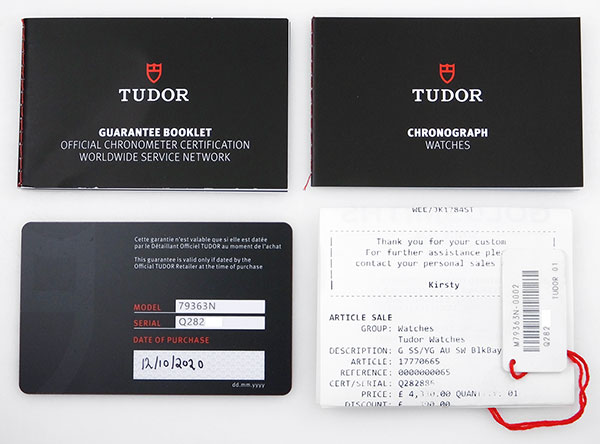 TUDOR
GUARANTEE BOOKLET
OFFICIAL CHRONOMETER CERTIFICATION
WORLDWIDE SERVICE NETWORK
TUDOR
CHRONOGRAPH
WATCHES
Cette garantie n'est valable que si elle est datée
par le Détaillant Officiel TUDOR au moment de l'achat
This guarantee is valid only if dated by the
Official TUDOR Retailer at the time of purchase
MODEL 79363N
SERIAL Q282
DATE OF PURCHASE
12/10/2020
dd.mm.yyyy
Thank you for your custom
For further assistance please
contact your personal sales
Kirsty
ARTICLE SALE
GROUP: Watches
Tudor Watches
DESCRIPTION: G SS/YG AU SW BlkBay
ARTICLE: 17770665
REFERENCE: 0000000065
CERT/SERIAL: Q28288
PRICE: £ 4, 01
DISCOUNT: £
M79363N-0002
Q282
TUDOR 01